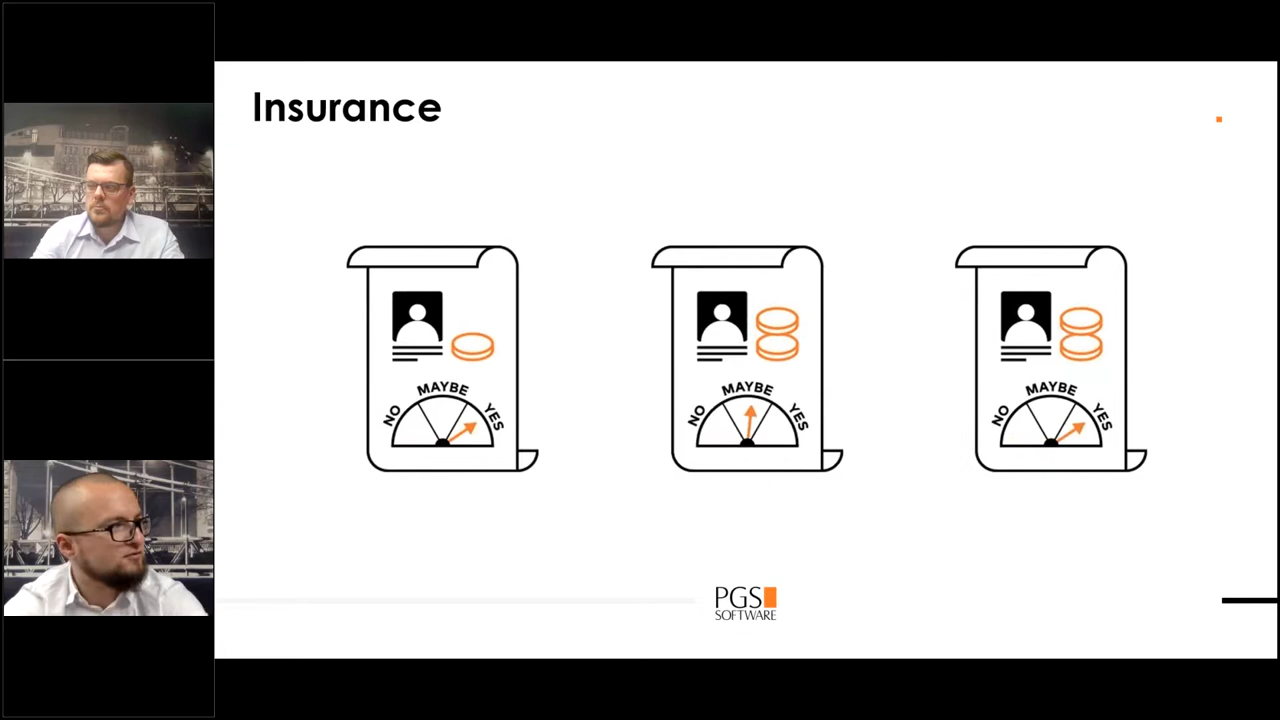 Insurance
NO MAYBE YES
NO MAYBE YES
NO MAYBE YES
PGS
SOFTWARE